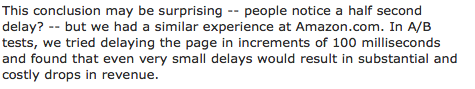 This conclusion may be surprising -- people notice a half second
delay? -- but we had a similar experience at Amazon.com. In A/B
tests, we tried delaying the page in increments of 100 milliseconds
and found that even very small delays would result in substantial and
costly drops in revenue.